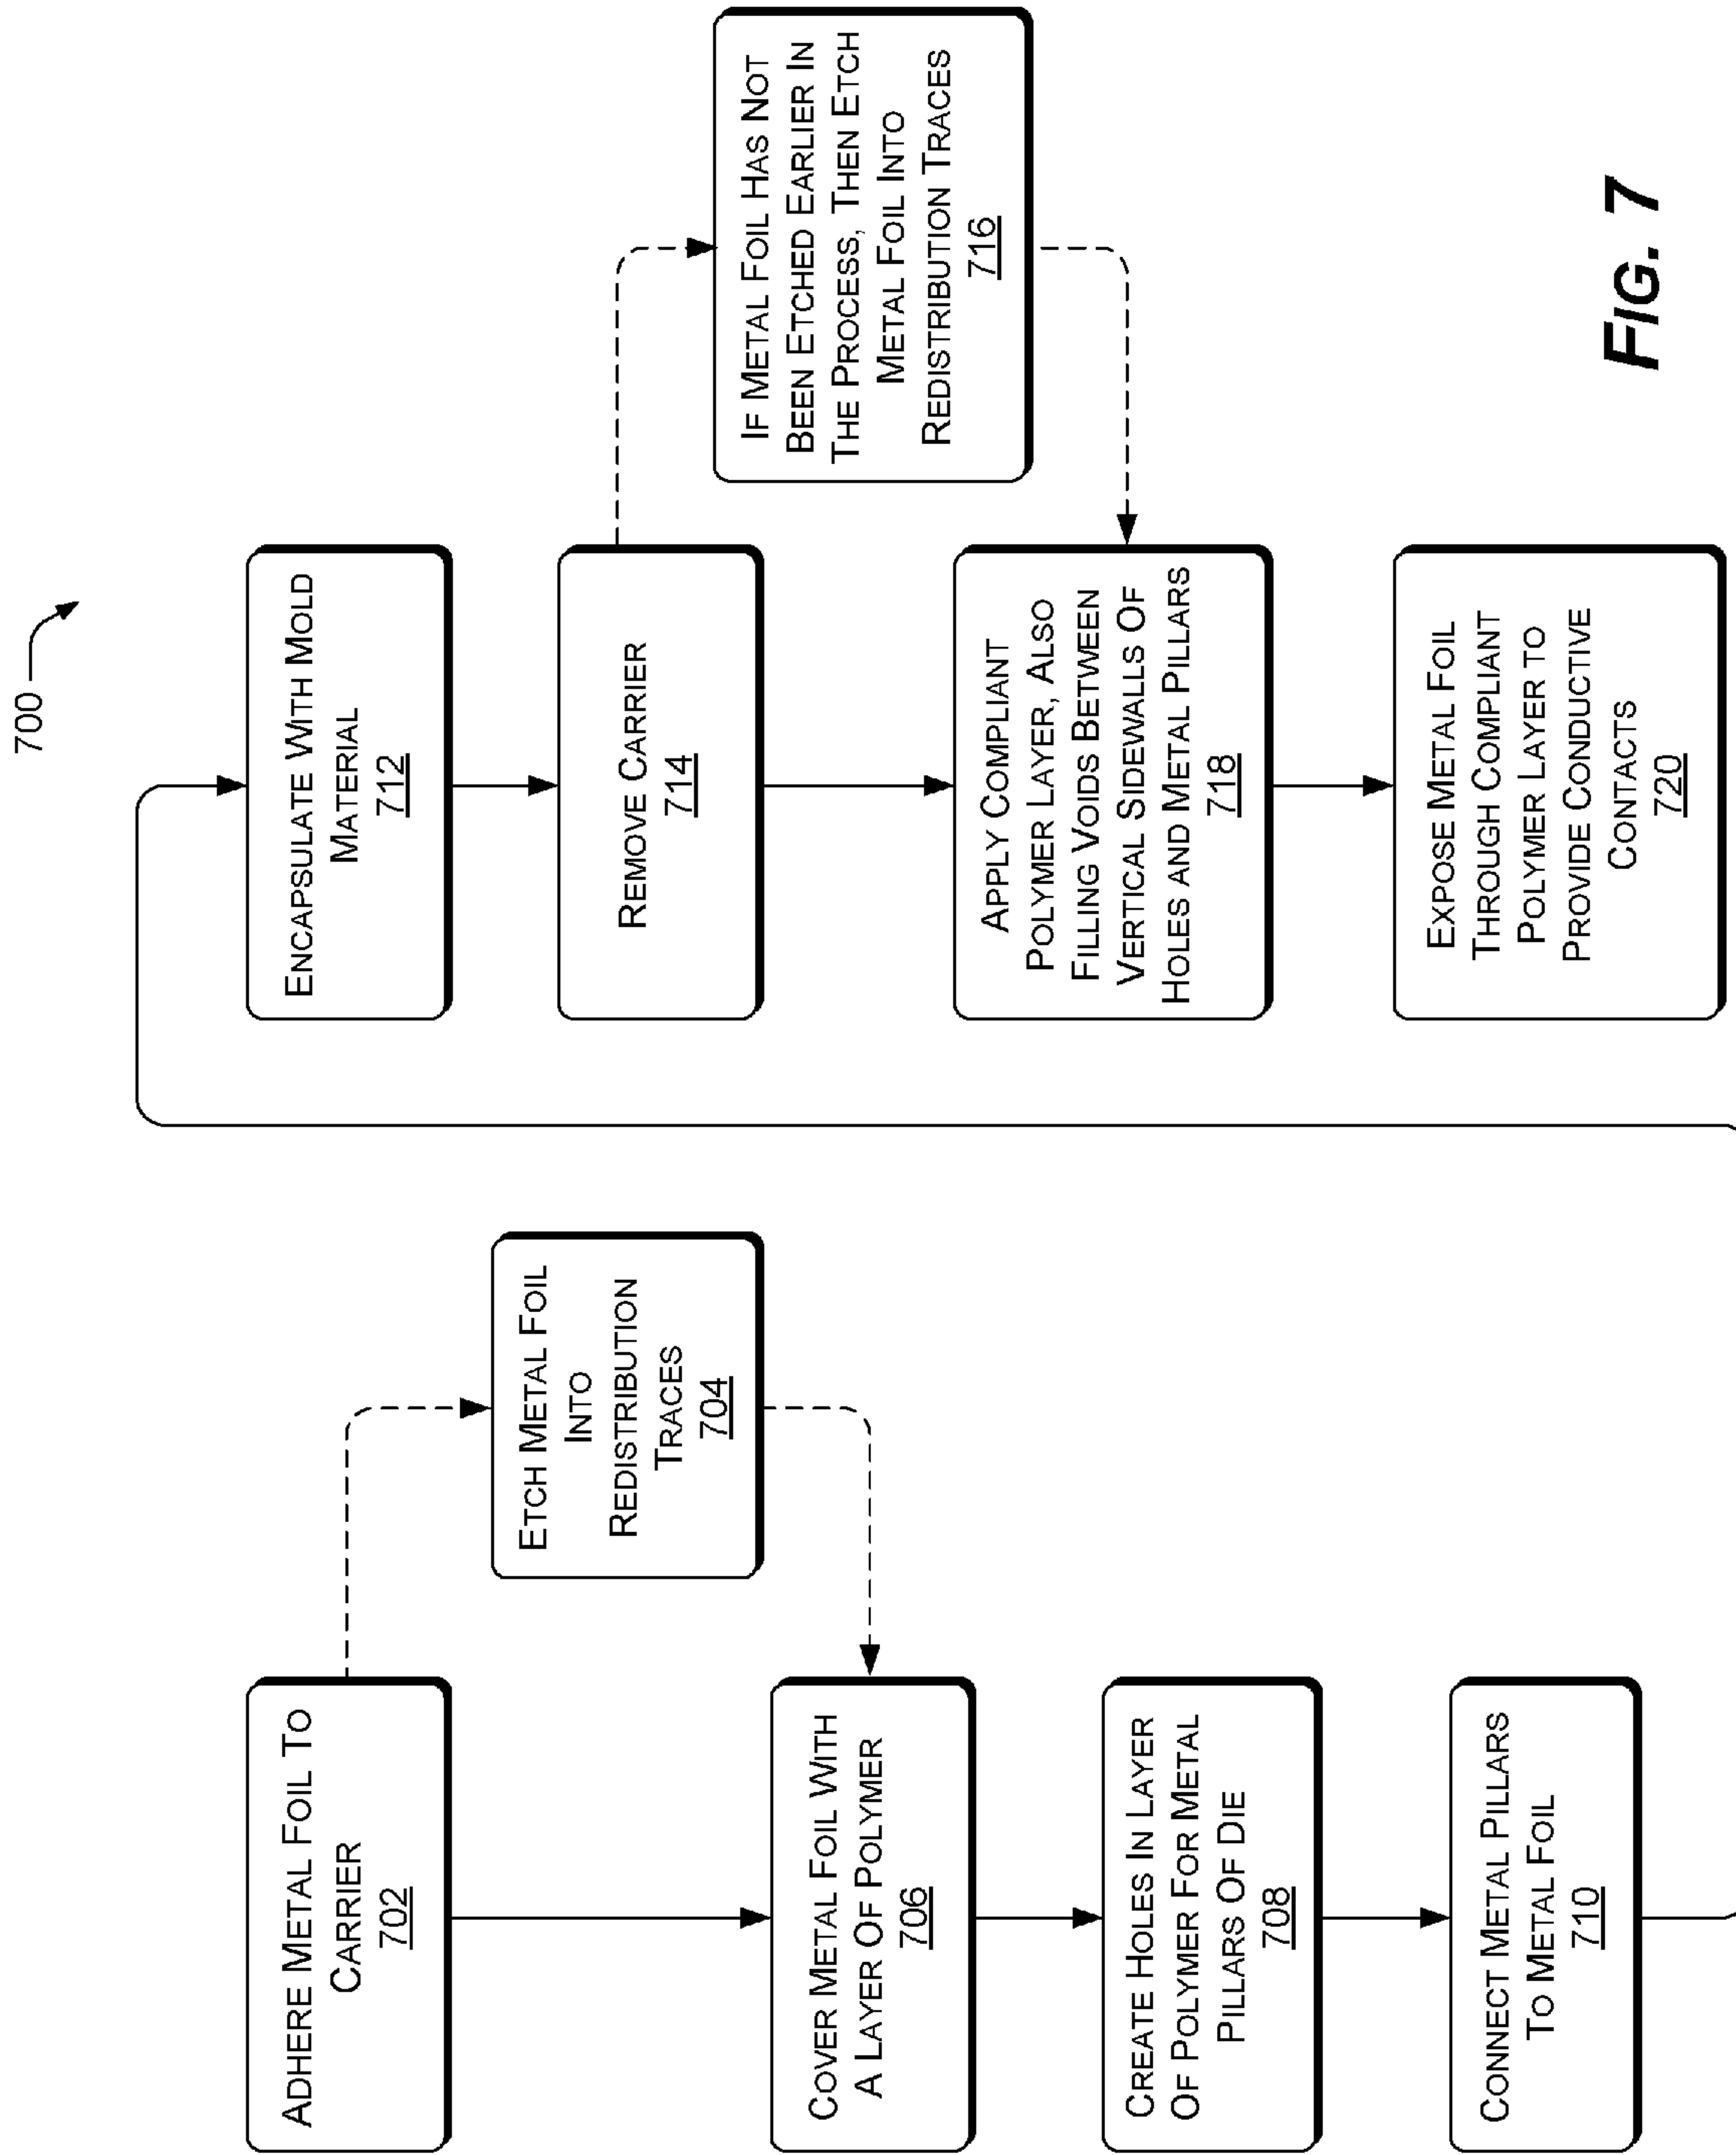 700
ADHERE METAL FOIL TO
CARRIER
702
ETCH METAL FOIL
INTO
REDISTRIBUTION
TRACES
704
COVER METAL FOIL WITH
A LAYER OF POLYMER
706
CREATE HOLES IN LAYER
OF POLYMER FOR METAL
PILLARS OF DIE
708
CONNECT METAL PILLARS
TO METAL FOIL
710
ENCAPSULATE WITH MOLD
MATERIAL
712
REMOVE CARRIER
714
IF METAL FOIL HAS NOT
BEEN ETCHED EARLIER IN
THE PROCESS, THEN ETCH
METAL FOIL INTO
REDISTRIBUTION TRACES
716
APPLY COMPLIANT
POLYMER LAYER, ALSO
FILLING VOIDS BETWEEN
VERTICAL SIDEWALLS OF
HOLES AND METAL PILLARS
718
EXPOSE METAL FOIL
THROUGH COMPLIANT
POLYMER LAYER TO
PROVIDE CONDUCTIVE
CONTACTS
720
FIG. 7